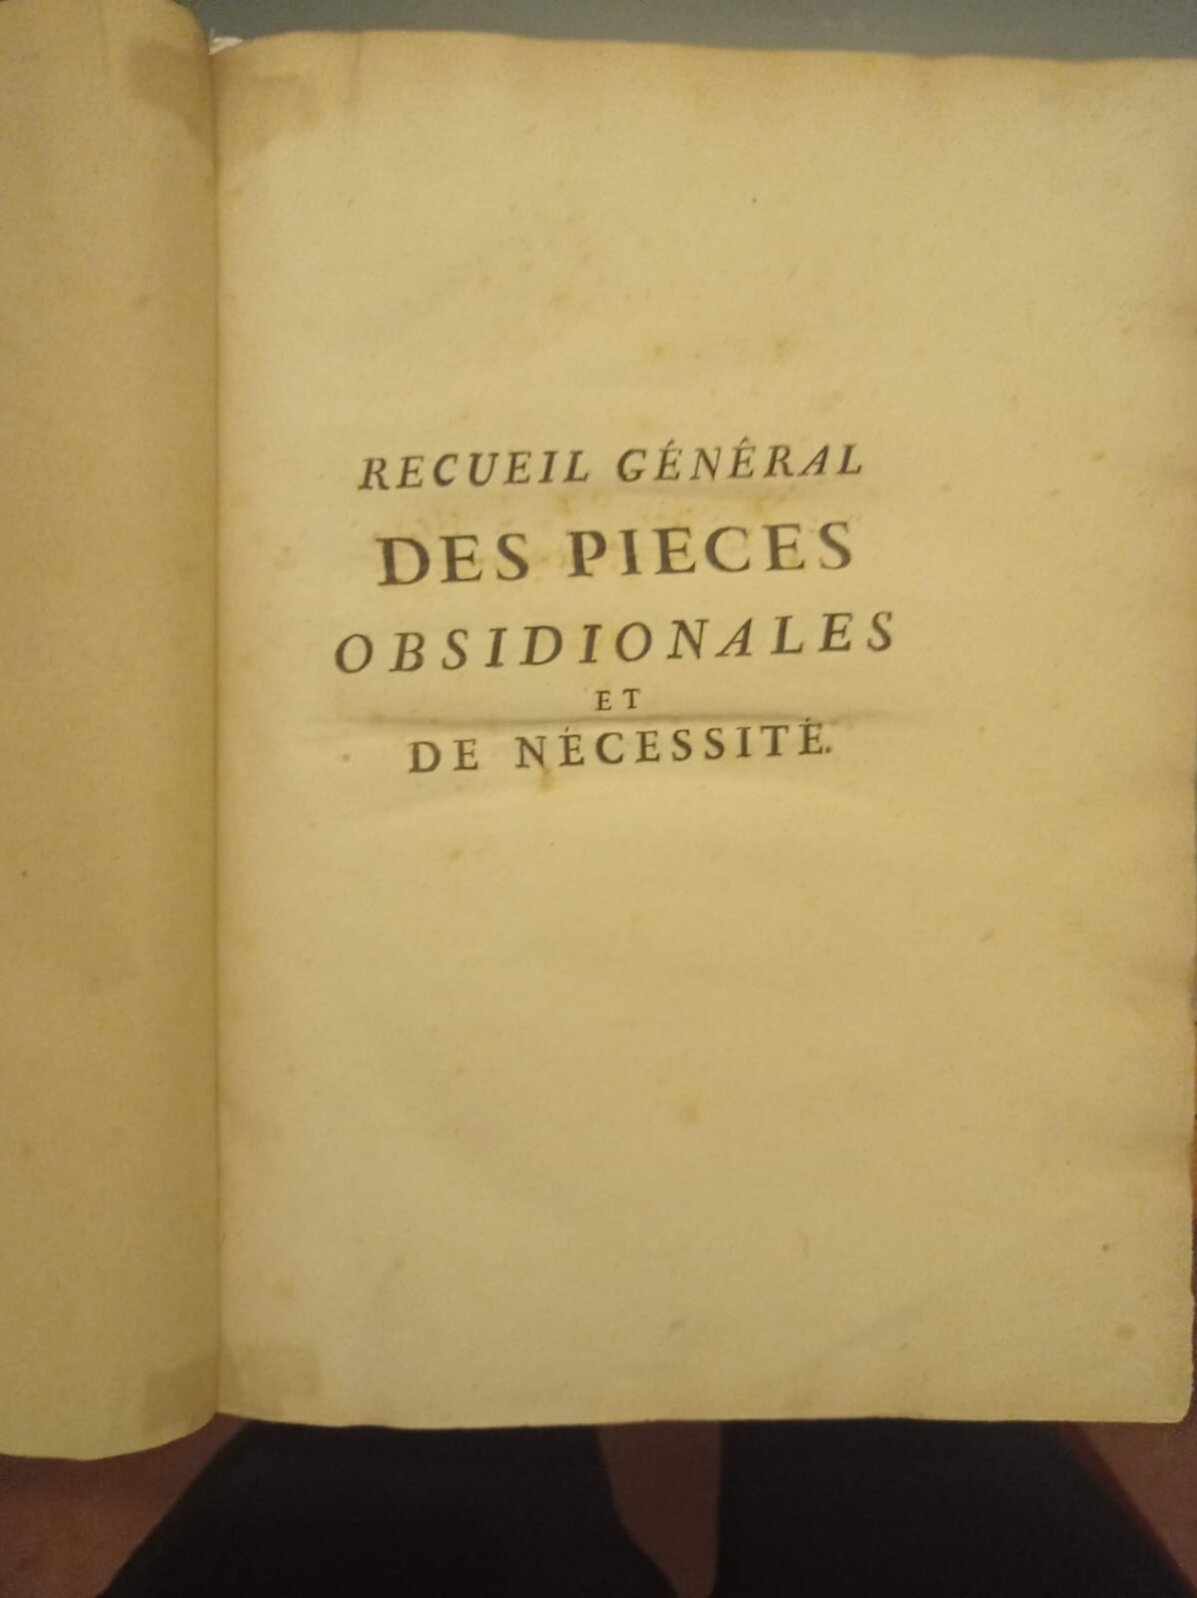 RECUEIL GÉNÉRAL
DES PIECES
OBSIDIONALES
ET
DE NÉCESSITÉ.